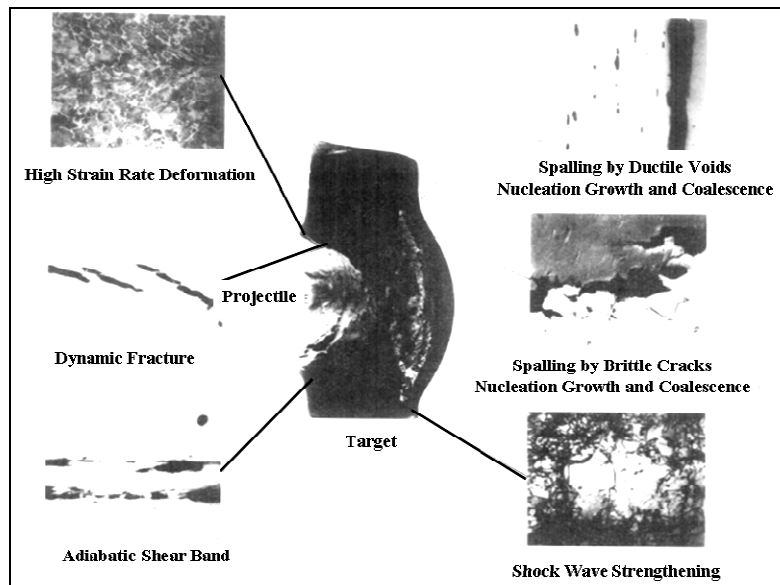 High Strain Rate Deformation
Spalling by Ductile Voids
Nucleation Growth and Coalescence
Projectile
Dynamic Fracture
Spalling by Brittle Cracks
Nucleation Growth and Coalescence
Target
Adiabatic Shear Band
Shock Wave Strengthening